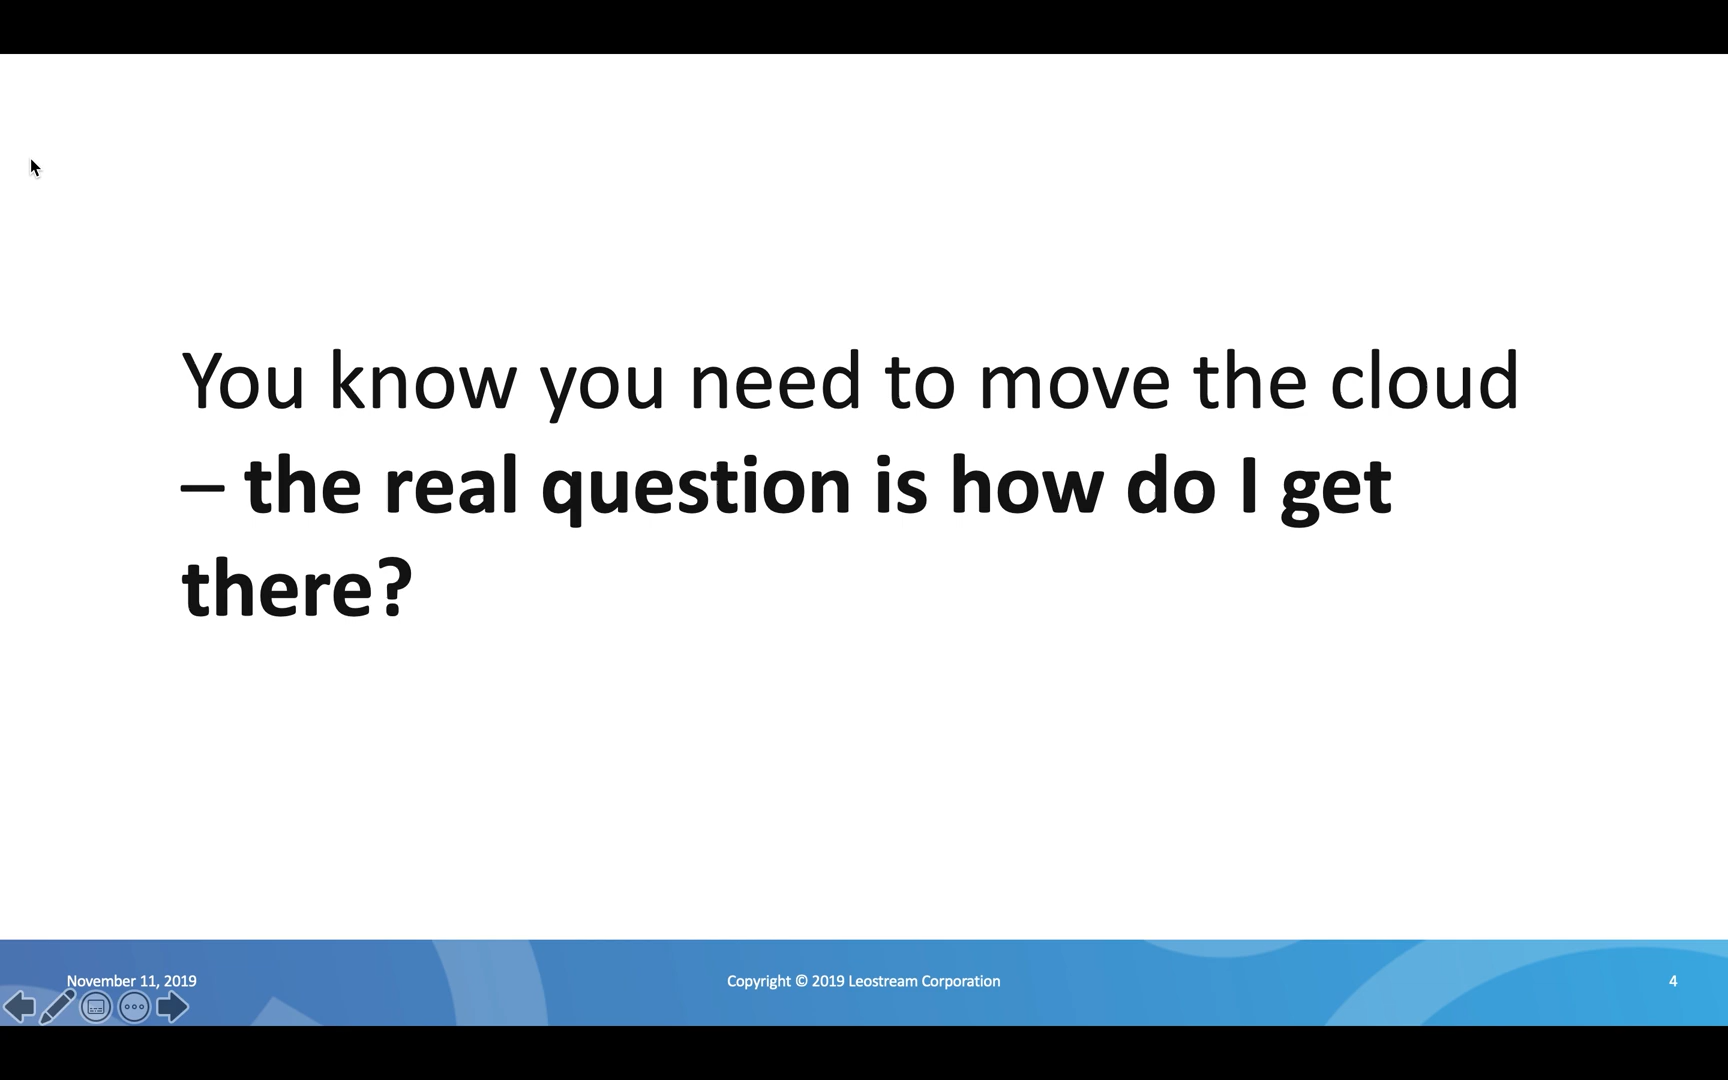 You know you need to move the cloud
– the real question is how do I get
there?
November 11, 2019
Copyright © 2019 Leostream Corporation
4